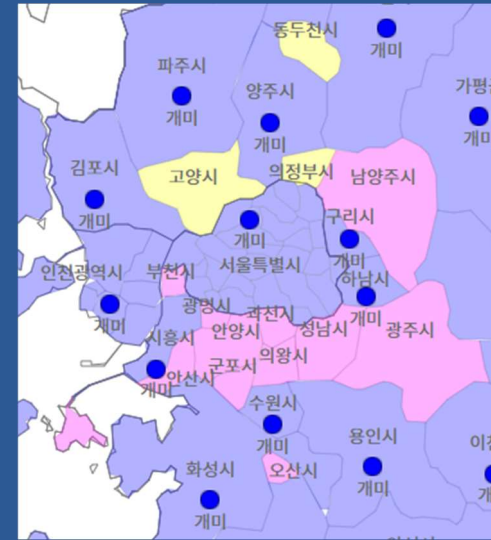 동두천시
개미
파주시
양주시
개미
개미
가평
김포시
고양시
의정부시
남양주시
개미
개미
구리시
인천광역시
부천시
서울특별시
개미
하남시
개미
광명시
과천시
개미
시흥시
안양시
성남시
광주시
군포시
의왕시
개미
안산시
수원시
개미
용인시
화성시
오산시
개미
개미